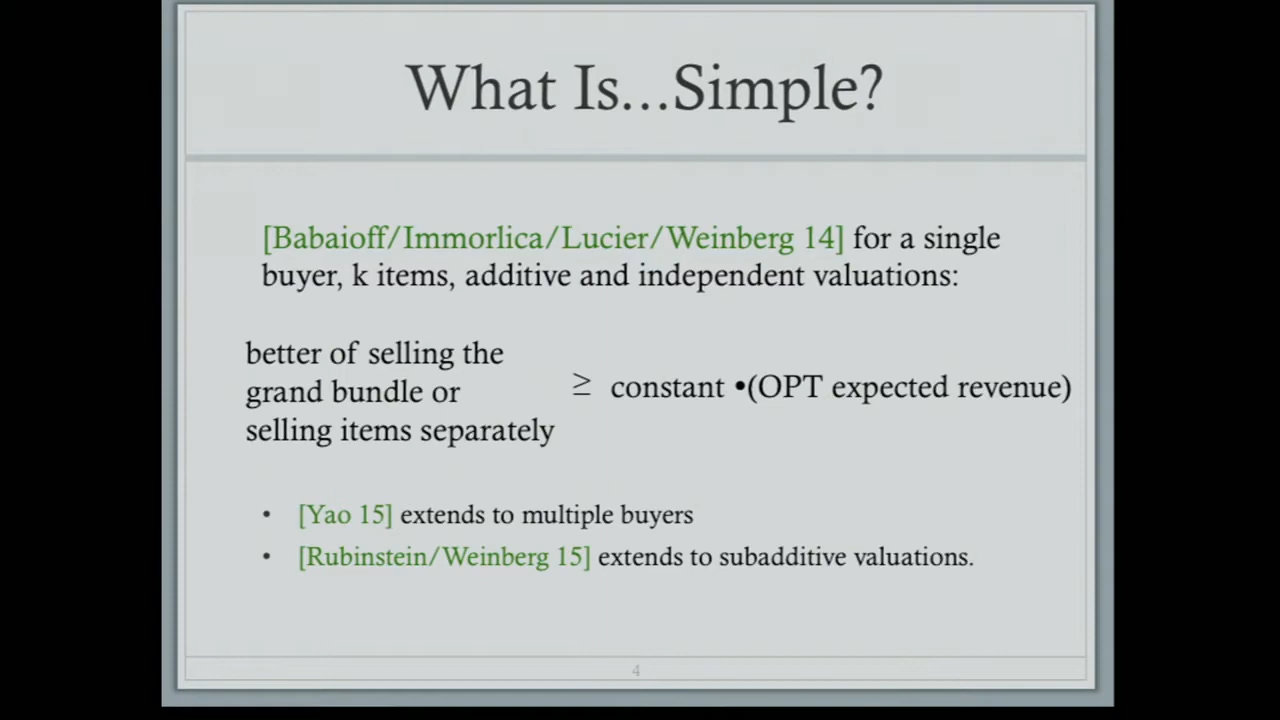 What Is...Simple?
[Babaioff/Immorlica/Lucier/Weinberg 14] for a single
buyer, k items, additive and independent valuations:
better of selling the
grand bundle or
selling items separately
≥ constant •(OPT expected revenue)
• [Yao 15] extends to multiple buyers
• [Rubinstein/Weinberg 15] extends to subadditive valuations.
4